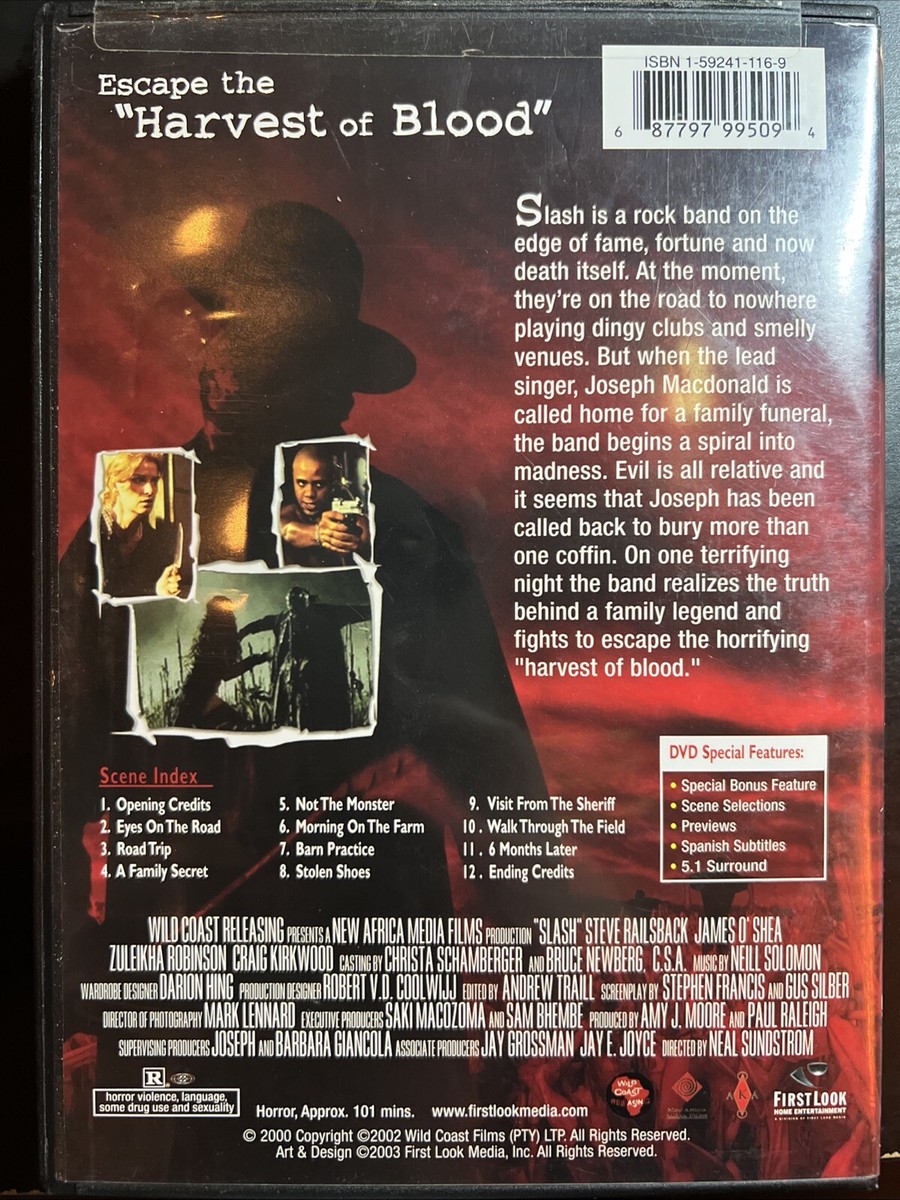 Escape the
"Harvest of Blood"
ISBN 1-59241-116-9
6 87797 99509 4
Slash is a rock band on the
edge of fame, fortune and now
death itself. At the moment,
they're on the road to nowhere
playing dingy clubs and smelly
venues. But when the lead
singer, Joseph Macdonald is
called home for a family funeral,
the band begins a spiral into
madness. Evil is all relative and
it seems that Joseph has been
called back to bury more than
one coffin. On one terrifying
night the band realizes the truth
behind a family legend and
fights to escape the horrifying
"harvest of blood."
Scene Index
1. Opening Credits
2. Eyes On The Road
3. Road Trip
4. A Family Secret
5. Not The Monster
6. Morning On The Farm
7. Barn Practice
8. Stolen Shoes
9. Visit From The Sheriff
10. Walk Through The Field
11. 6 Months Later
12. Ending Credits
DVD Special Features:
• Special Bonus Feature
• Scene Selections
• Previews
• Spanish Subtitles
• 5.1 Surround
WILD COAST RELEASING PRESENTS A NEW AFRICA MEDIA FILMS PRODUCTION "SLASH" STEVE RAILSBACK JAMES O' SHEA
ZULEIKHA ROBINSON CRAIG KIRKWOOD CASTING BY CHRISTA SCHAMBERGER AND BRUCE NEWBERG, C.S.A. MUSIC BY NEILL SOLOMON
WARDROBE DESIGNER DARION HING PRODUCTION DESIGNER ROBERT V.D. COOLWIJJ EDITED BY ANDREW TRAILL SCREENPLAY BY STEPHEN FRANCIS AND GUS SILBER
DIRECTOR OF PHOTOGRAPHY MARK LENNARD EXECUTIVE PRODUCERS SAKI MACOZOMA AND SAM BHEMBE PRODUCED BY AMY J. MOORE AND PAUL RALEIGH
SUPERVISING PRODUCERS JOSEPH AND BARBARA GIANCOLA ASSOCIATE PRODUCERS JAY GROSSMAN JAY E. JOYCE DIRECTED BY NEAL SUNDSTROM
R
horror violence, language,
some drug use and sexuality
Horror, Approx. 101 mins. www.firstlookmedia.com
WILD
COAST
RELEASING
AKA
FIRST LOOK
HOME ENTERTAINMENT
A DIVISION OF FIRST LOOK MEDIA
© 2000 Copyright ©2002 Wild Coast Films (PTY) LTP. All Rights Reserved.
Art & Design ©2003 First Look Media, Inc. All Rights Reserved.